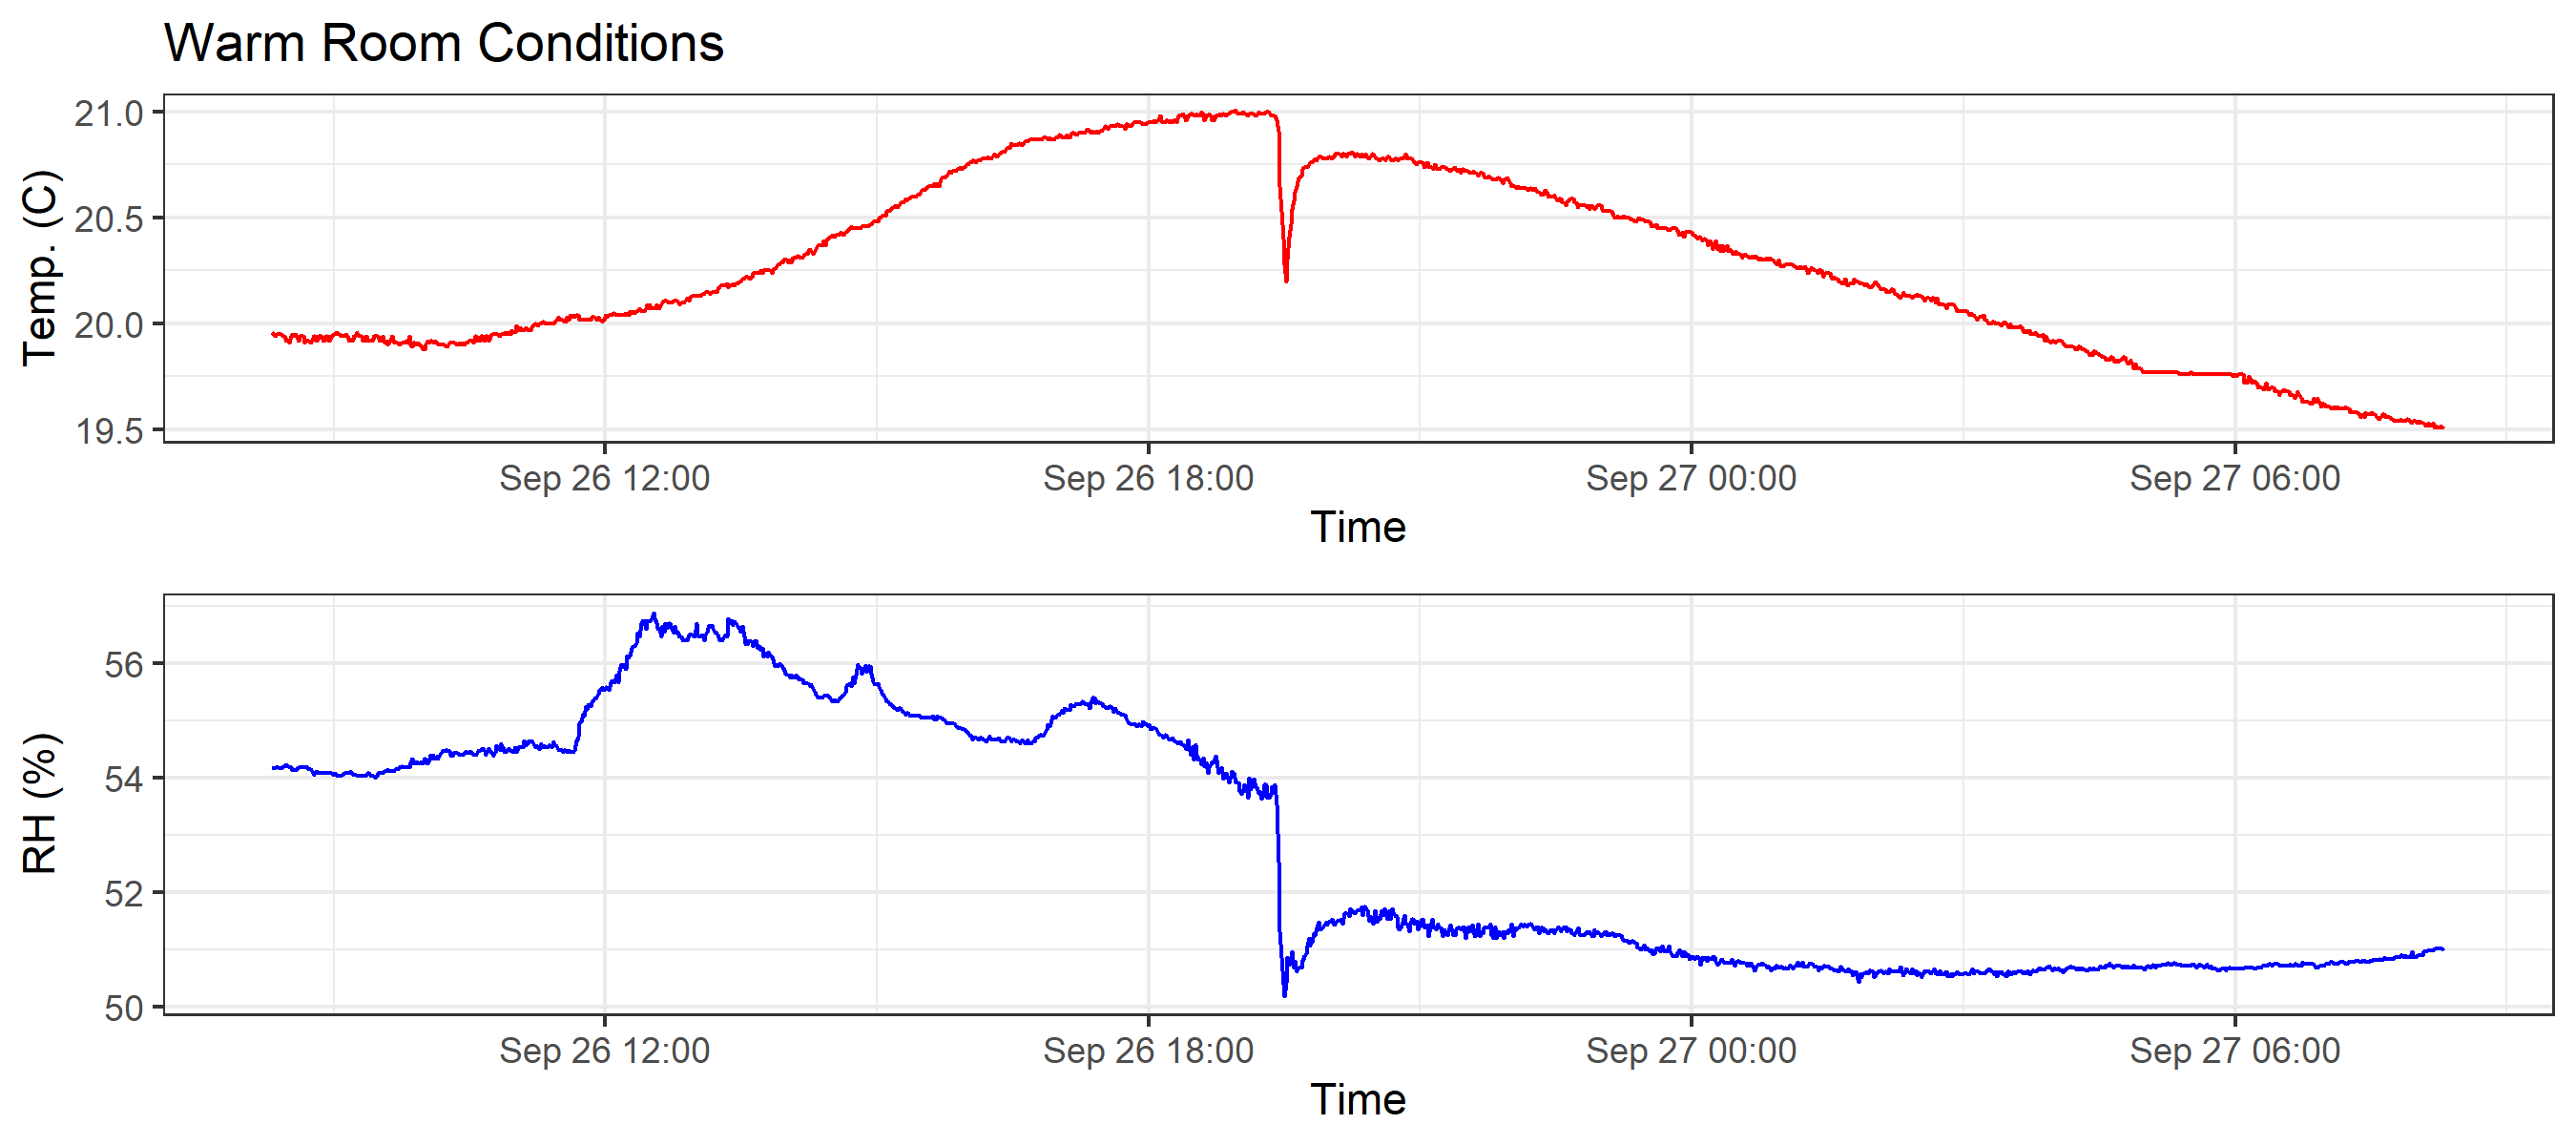 Warm Room Conditions
21.0
20.5
20.0
19.5
Temp. (C)
Sep 26 12:00 Sep 26 18:00 Sep 27 00:00 Sep 27 06:00
Time
56
54
52
50
RH (%)
Sep 26 12:00 Sep 26 18:00 Sep 27 00:00 Sep 27 06:00
Time